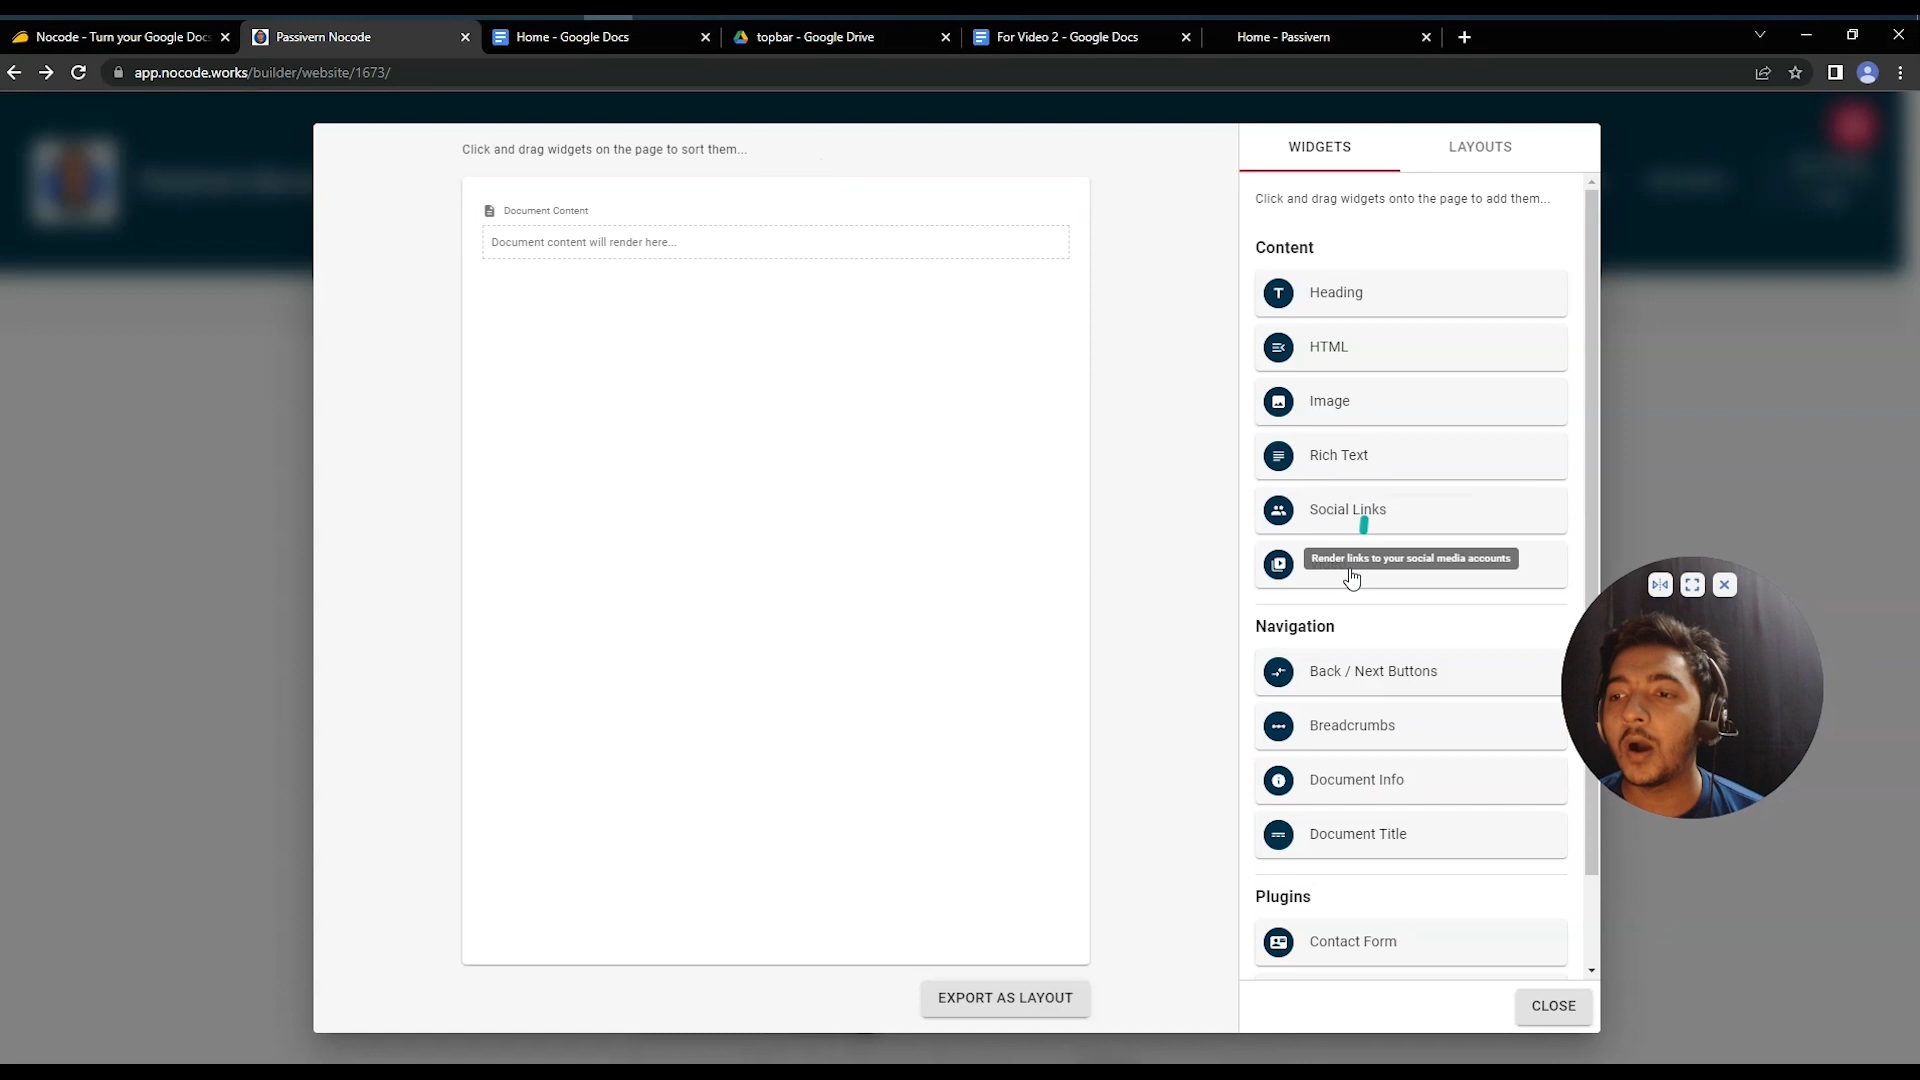 Nocode - Turn your Google Docs
Passivern Nocode
Home - Google Docs
topbar - Google Drive
For Video 2 - Google Docs
Home - Passivern
app.nocode.works/builder/website/1673/
Click and drag widgets on the page to sort them...
Document Content
Document content will render here...
EXPORT AS LAYOUT
WIDGETS
LAYOUTS
Click and drag widgets onto the page to add them...
Content
Heading
HTML
Image
Rich Text
Social Links
Render links to your social media accounts
Navigation
Back / Next Buttons
Breadcrumbs
Document Info
Document Title
Plugins
Contact Form
CLOSE